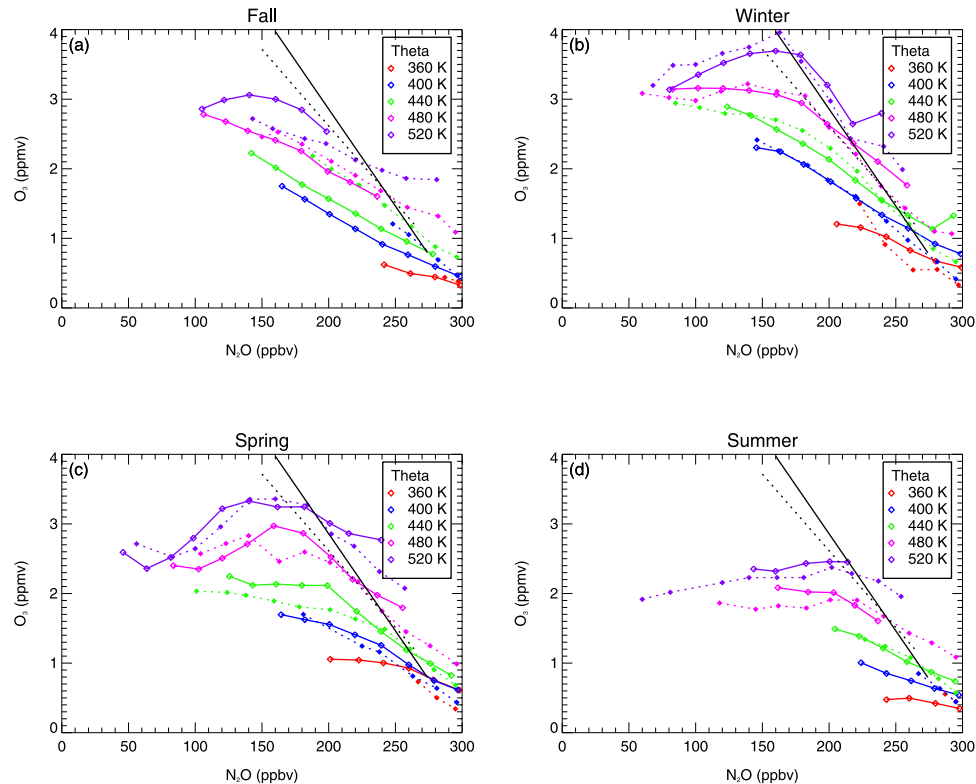 Fall
(a)
Theta
360 K
400 K
440 K
480 K
520 K
4
3
2
1
0
O₃ (ppmv)
0 50 100 150 200 250 300
N₂O (ppbv)
Winter
(b)
Theta
360 K
400 K
440 K
480 K
520 K
4
3
2
1
0
O₃ (ppmv)
0 50 100 150 200 250 300
N₂O (ppbv)
Spring
(c)
Theta
360 K
400 K
440 K
480 K
520 K
4
3
2
1
0
O₃ (ppmv)
0 50 100 150 200 250 300
N₂O (ppbv)
Summer
(d)
Theta
360 K
400 K
440 K
480 K
520 K
4
3
2
1
0
O₃ (ppmv)
0 50 100 150 200 250 300
N₂O (ppbv)